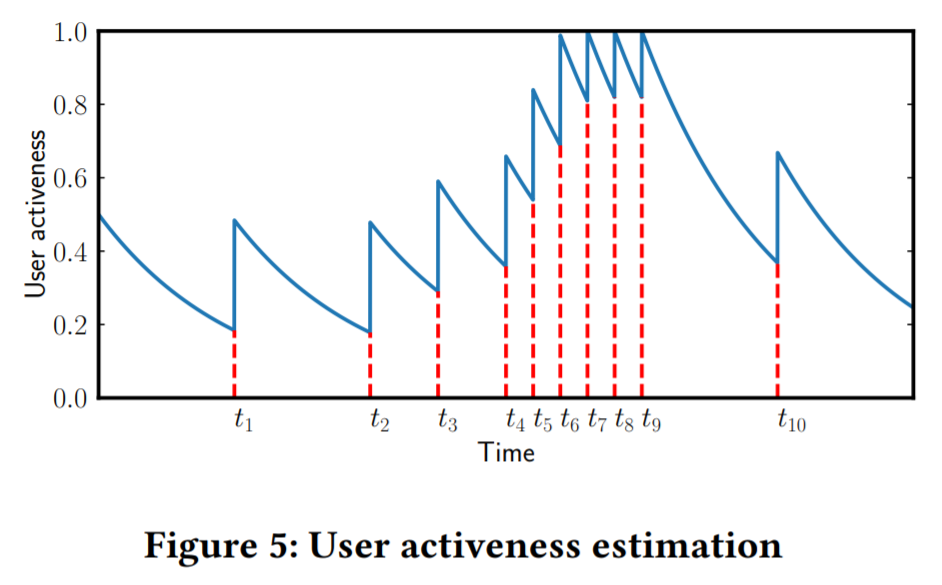 1.0
0.8
0.6
0.4
0.2
0.0
User activeness
t1 t2 t3 t4 t5 t6 t7 t8 t9 t10
Time
Figure 5: User activeness estimation